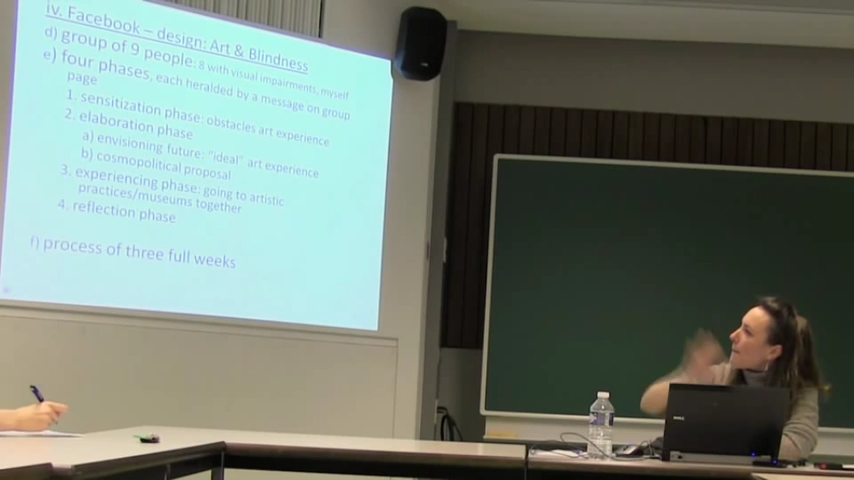 iv. Facebook – design: Art & Blindness
d) group of 9 people: 8 with visual impairments, myself
e) four phases, each heralded by a message on group
page
1. sensitization phase: obstacles art experience
2. elaboration phase
a) envisioning future: "ideal" art experience
b) cosmopolitical proposal
3. experiencing phase: going to artistic
practices/museums together
4. reflection phase
f) process of three full weeks
DELL